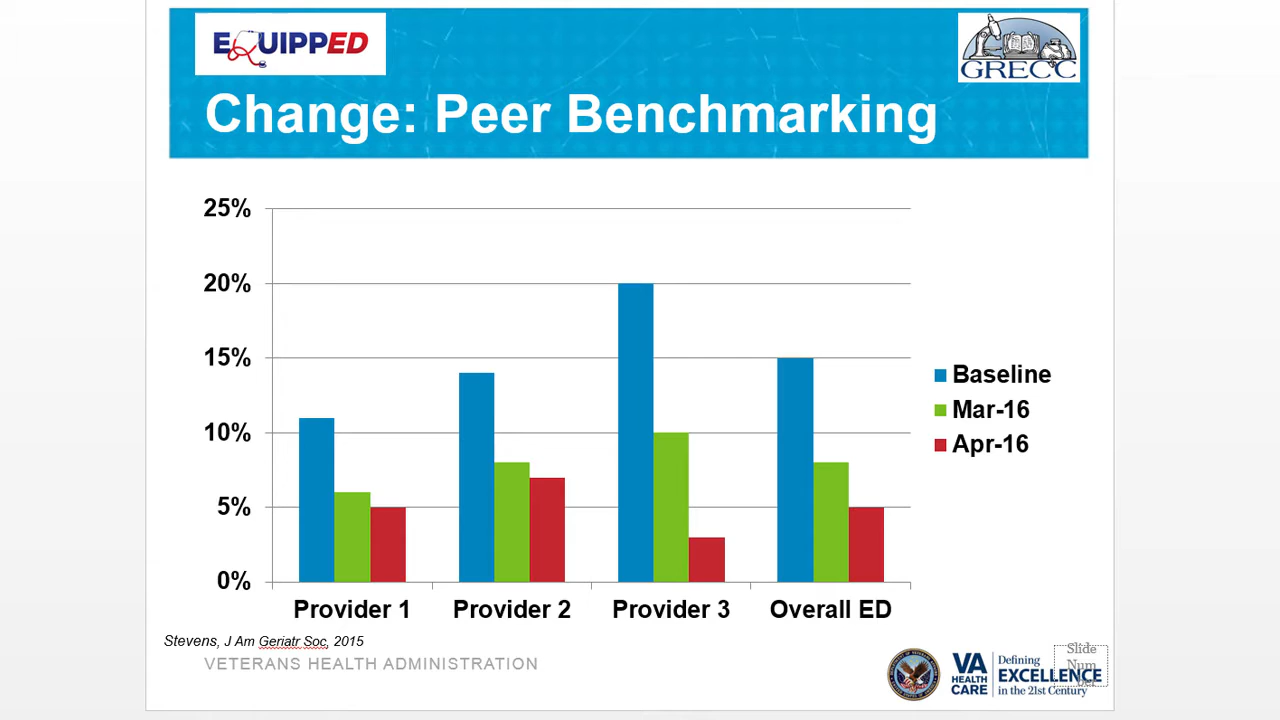 EQUIPPED
GRECC
Change: Peer Benchmarking
25%
20%
15%
10%
5%
0%
Baseline
Mar-16
Apr-16
Provider 1
Provider 2
Provider 3
Overall ED
Stevens, J Am Geriatr Soc, 2015
VETERANS HEALTH ADMINISTRATION
VA
HEALTH
CARE
Defining
EXCELLENCE
in the 21st Century
Slide
Num
ber